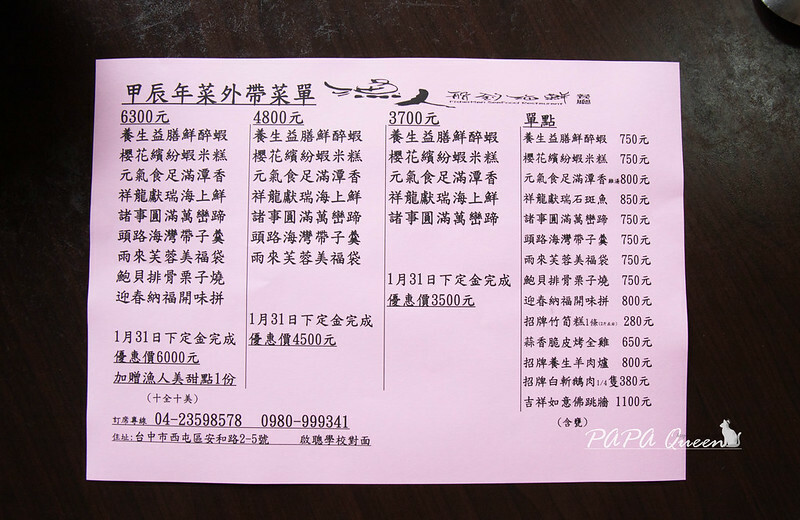 甲辰年菜外帶菜單
漁人
Fisherman Seafood Restaurant
6300元
養生益膳鮮醉蝦
櫻花繽紛蝦米糕
元氣食足滿潭香
祥龍獻瑞海上鮮
諸事圓滿萬巒蹄
頭路海灣帶子羹
雨來芙蓉美福袋
鮑貝排骨栗子燒
迎春納福開味拼
1月31日下定金完成
優惠價6000元
加贈漁人美甜點1份
(十全十美)
4800元
養生益膳鮮醉蝦
櫻花繽紛蝦米糕
元氣食足滿潭香
祥龍獻瑞海上鮮
諸事圓滿萬巒蹄
頭路海灣帶子羹
雨來芙蓉美福袋
1月31日下定金完成
優惠價4500元
3700元
養生益膳鮮醉蝦
櫻花繽紛蝦米糕
元氣食足滿潭香
祥龍獻瑞海上鮮
諸事圓滿萬巒蹄
1月31日下定金完成
優惠價3500元
單點
養生益膳鮮醉蝦 750元
櫻花繽紛蝦米糕 750元
元氣食足滿潭香雞湯800元
祥龍獻瑞石斑魚 850元
諸事圓滿萬巒蹄 750元
頭路海灣帶子羹 750元
雨來芙蓉美福袋 750元
鮑貝排骨栗子燒 750元
迎春納福開味拼 800元
招牌竹筍糕1條 280元
蒜香脆皮烤全雞 650元
招牌養生羊肉爐 800元
招牌白斬鵝肉1/4隻380元
吉祥如意佛跳牆 1100元
(含甕)
訂席專線 04-23598578 0980-999341
住址:台中市西屯區安和路2-5號 啟聰學校對面
PAPA Queen